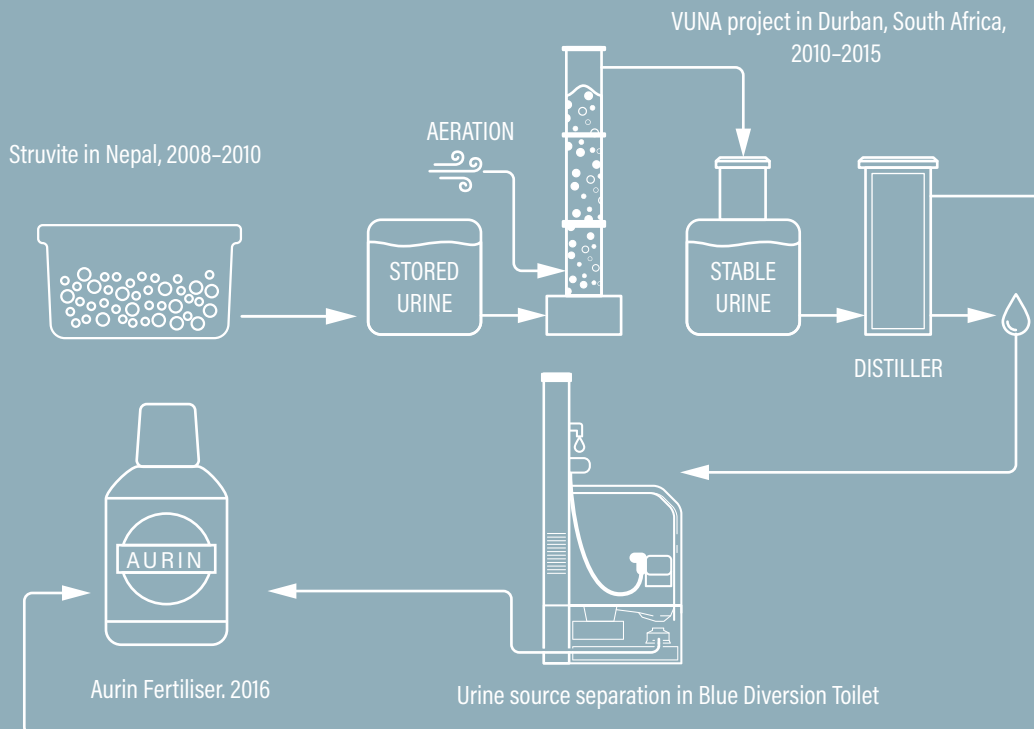 VUNA project in Durban, South Africa,
2010–2015
AERATION
Struvite in Nepal, 2008–2010
STORED
URINE
STABLE
URINE
DISTILLER
AURIN
Aurin Fertiliser. 2016
Urine source separation in Blue Diversion Toilet